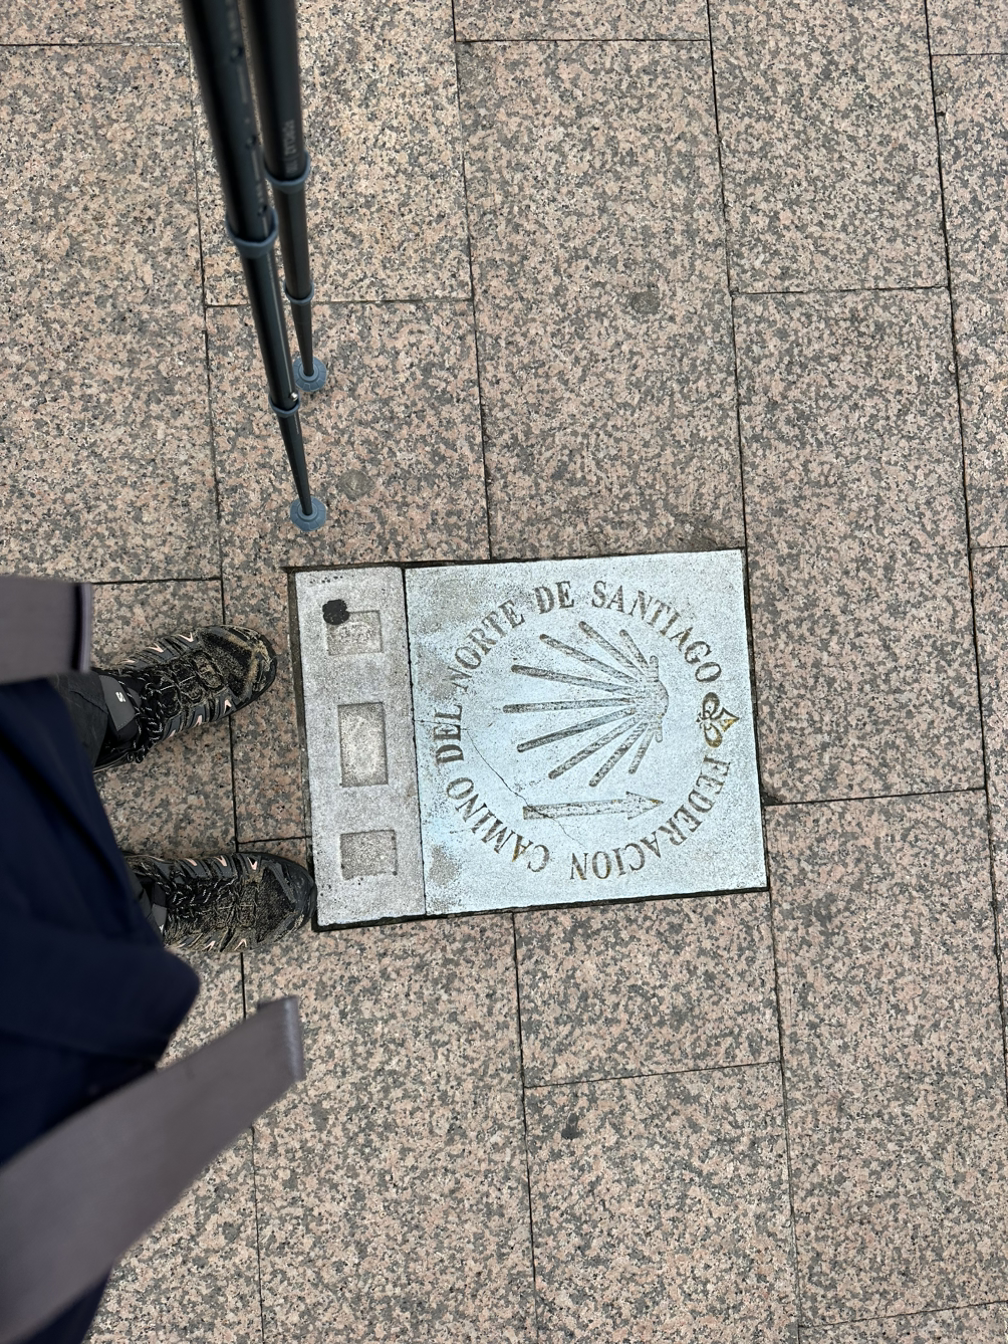 CAMINO DEL NORTE DE SANTIAGO
FEDERACION